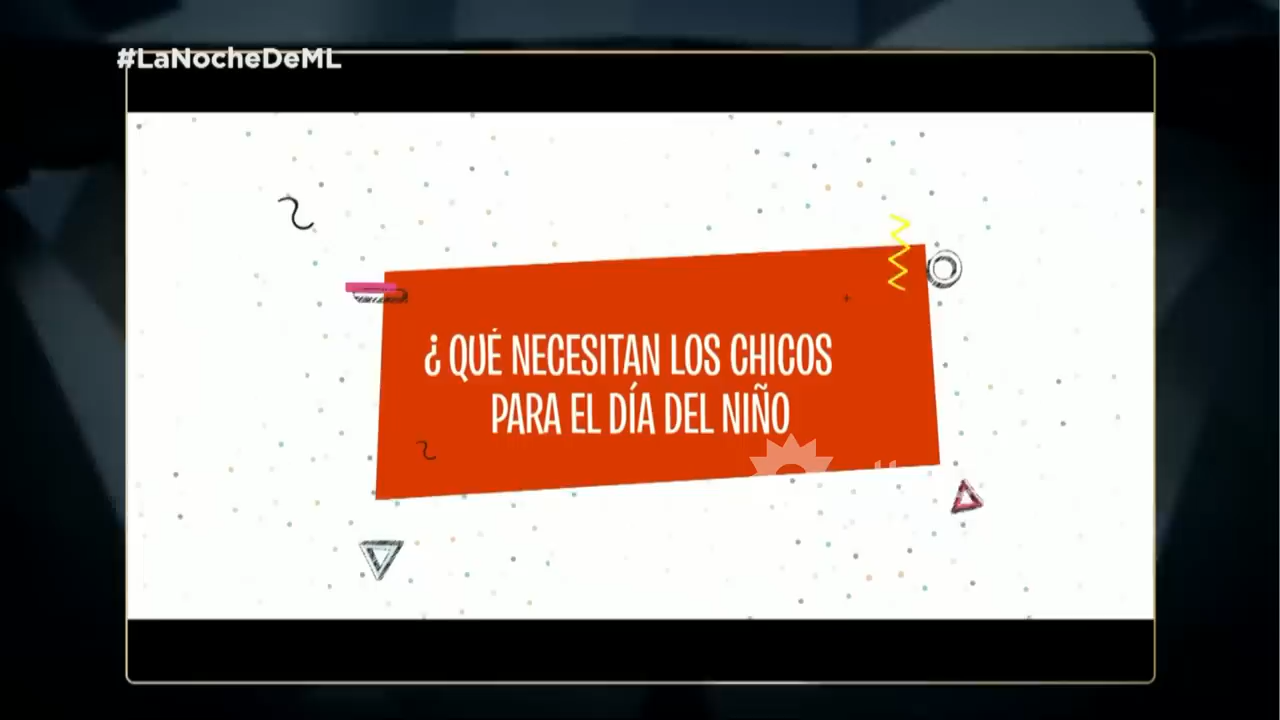 #LaNocheDeML
¿ QUÉ NECESITAN LOS CHICOS
PARA EL DÍA DEL NIÑO